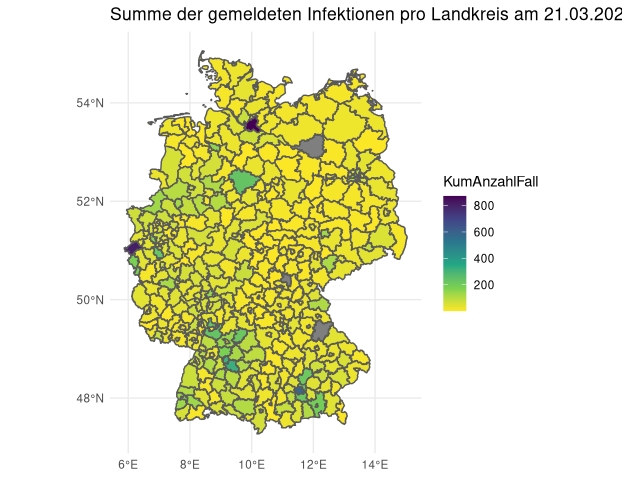 Summe der gemeldeten Infektionen pro Landkreis am 21.03.202
54°N
52°N
50°N
48°N
6°E 8°E 10°E 12°E 14°E
KumAnzahlFall
800
600
400
200